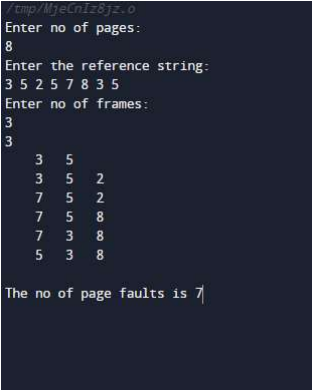 /tmp/MjeCnIz8jz.o
Enter no of pages:
8
Enter the reference string:
3 5 2 5 7 8 3 5
Enter no of frames:
3
3
3 5
3 5 2
7 5 2
7 5 8
7 3 8
5 3 8
The no of page faults is 7